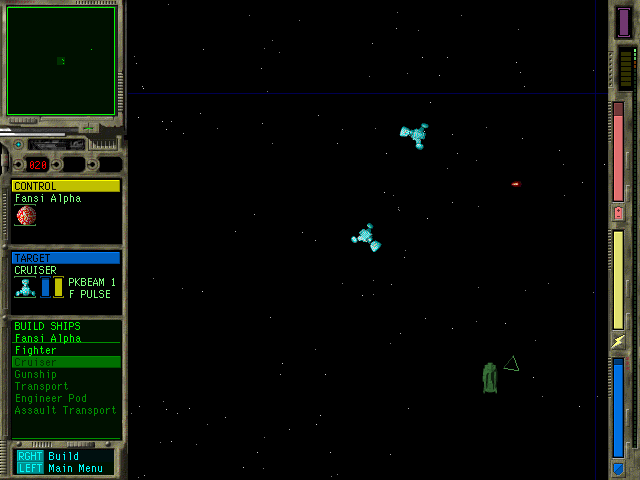 020
CONTROL
Fansi Alpha
TARGET
CRUISER
PKBEAM 1
F PULSE
BUILD SHIPS
Fansi Alpha
Fighter
Cruiser
Gunship
Transport
Engineer Pod
Assault Transport
RGHT Build
LEFT Main Menu